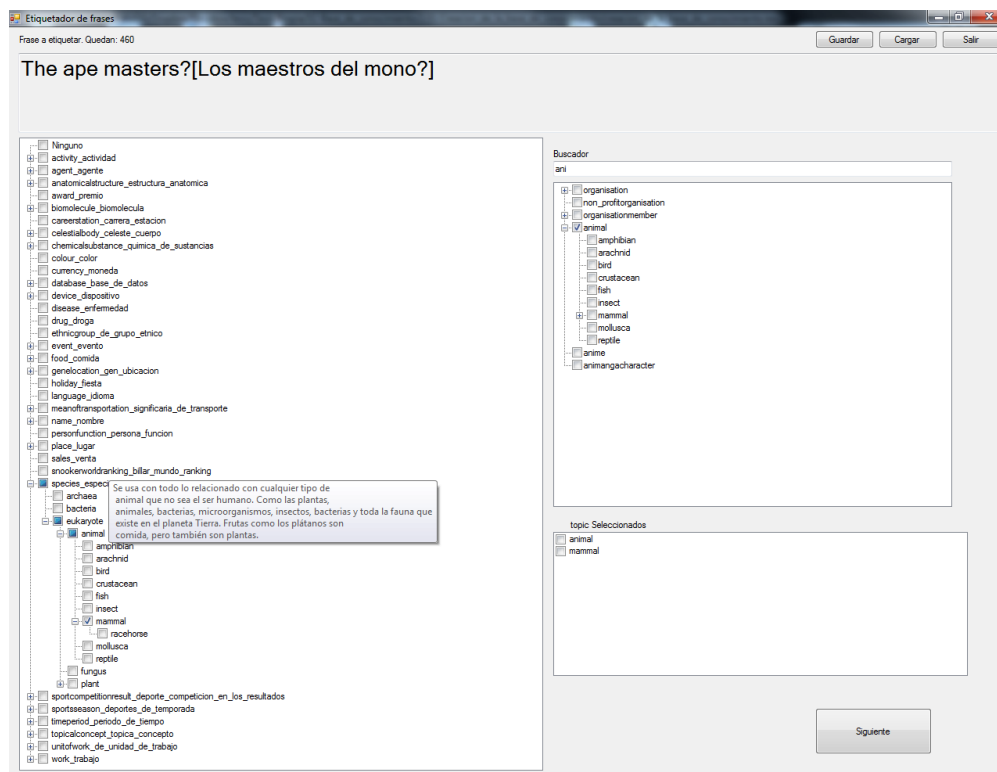 Etiquetador de frases
Frase a etiquetar. Quedan: 460
Guardar
Cargar
Salir
The ape masters?[Los maestros del mono?]
Ninguno
activity_actividad
agent_agente
anatomicalstructure_estructura_anatomica
award_premio
biomolecule_biomolecula
careerstation_carrera_estacion
celestialbody_celeste_cuerpo
chemicalsubstance_quimica_de_sustancias
colour_color
currency_moneda
database_base_de_datos
device_dispositivo
disease_enfermedad
drug_droga
ethnicgroup_de_grupo_etnico
event_evento
food_comida
genelocation_gen_ubicacion
holiday_fiesta
language_idioma
meanoftransportation_significaria_de_transporte
name_nombre
personfunction_persona_funcion
place_lugar
sales_venta
snookerworldranking_billar_mundo_ranking
species_especi
archaea
bacteria
eukaryote
animal
amphibian
arachnid
bird
crustacean
fish
insect
mammal
racehorse
mollusca
reptile
fungus
plant
sportcompetitionresult_deporte_competicion_en_los_resultados
sportsseason_deportes_de_temporada
timeperiod_periodo_de_tiempo
topicalconcept_topica_concepto
unitofwork_de_unidad_de_trabajo
work_trabajo
Se usa con todo lo relacionado con cualquier tipo de
animal que no sea el ser humano. Como las plantas,
animales, bacterias, microorganismos, insectos, bacterias y toda la fauna que
existe en el planeta Tierra. Frutas como los plátanos son
comida, pero también son plantas.
Buscador
ani
organisation
non_profitorganisation
organisationmember
animal
amphibian
arachnid
bird
crustacean
fish
insect
mammal
mollusca
reptile
anime
animangacharacter
topic Seleccionados
animal
mammal
Siguiente